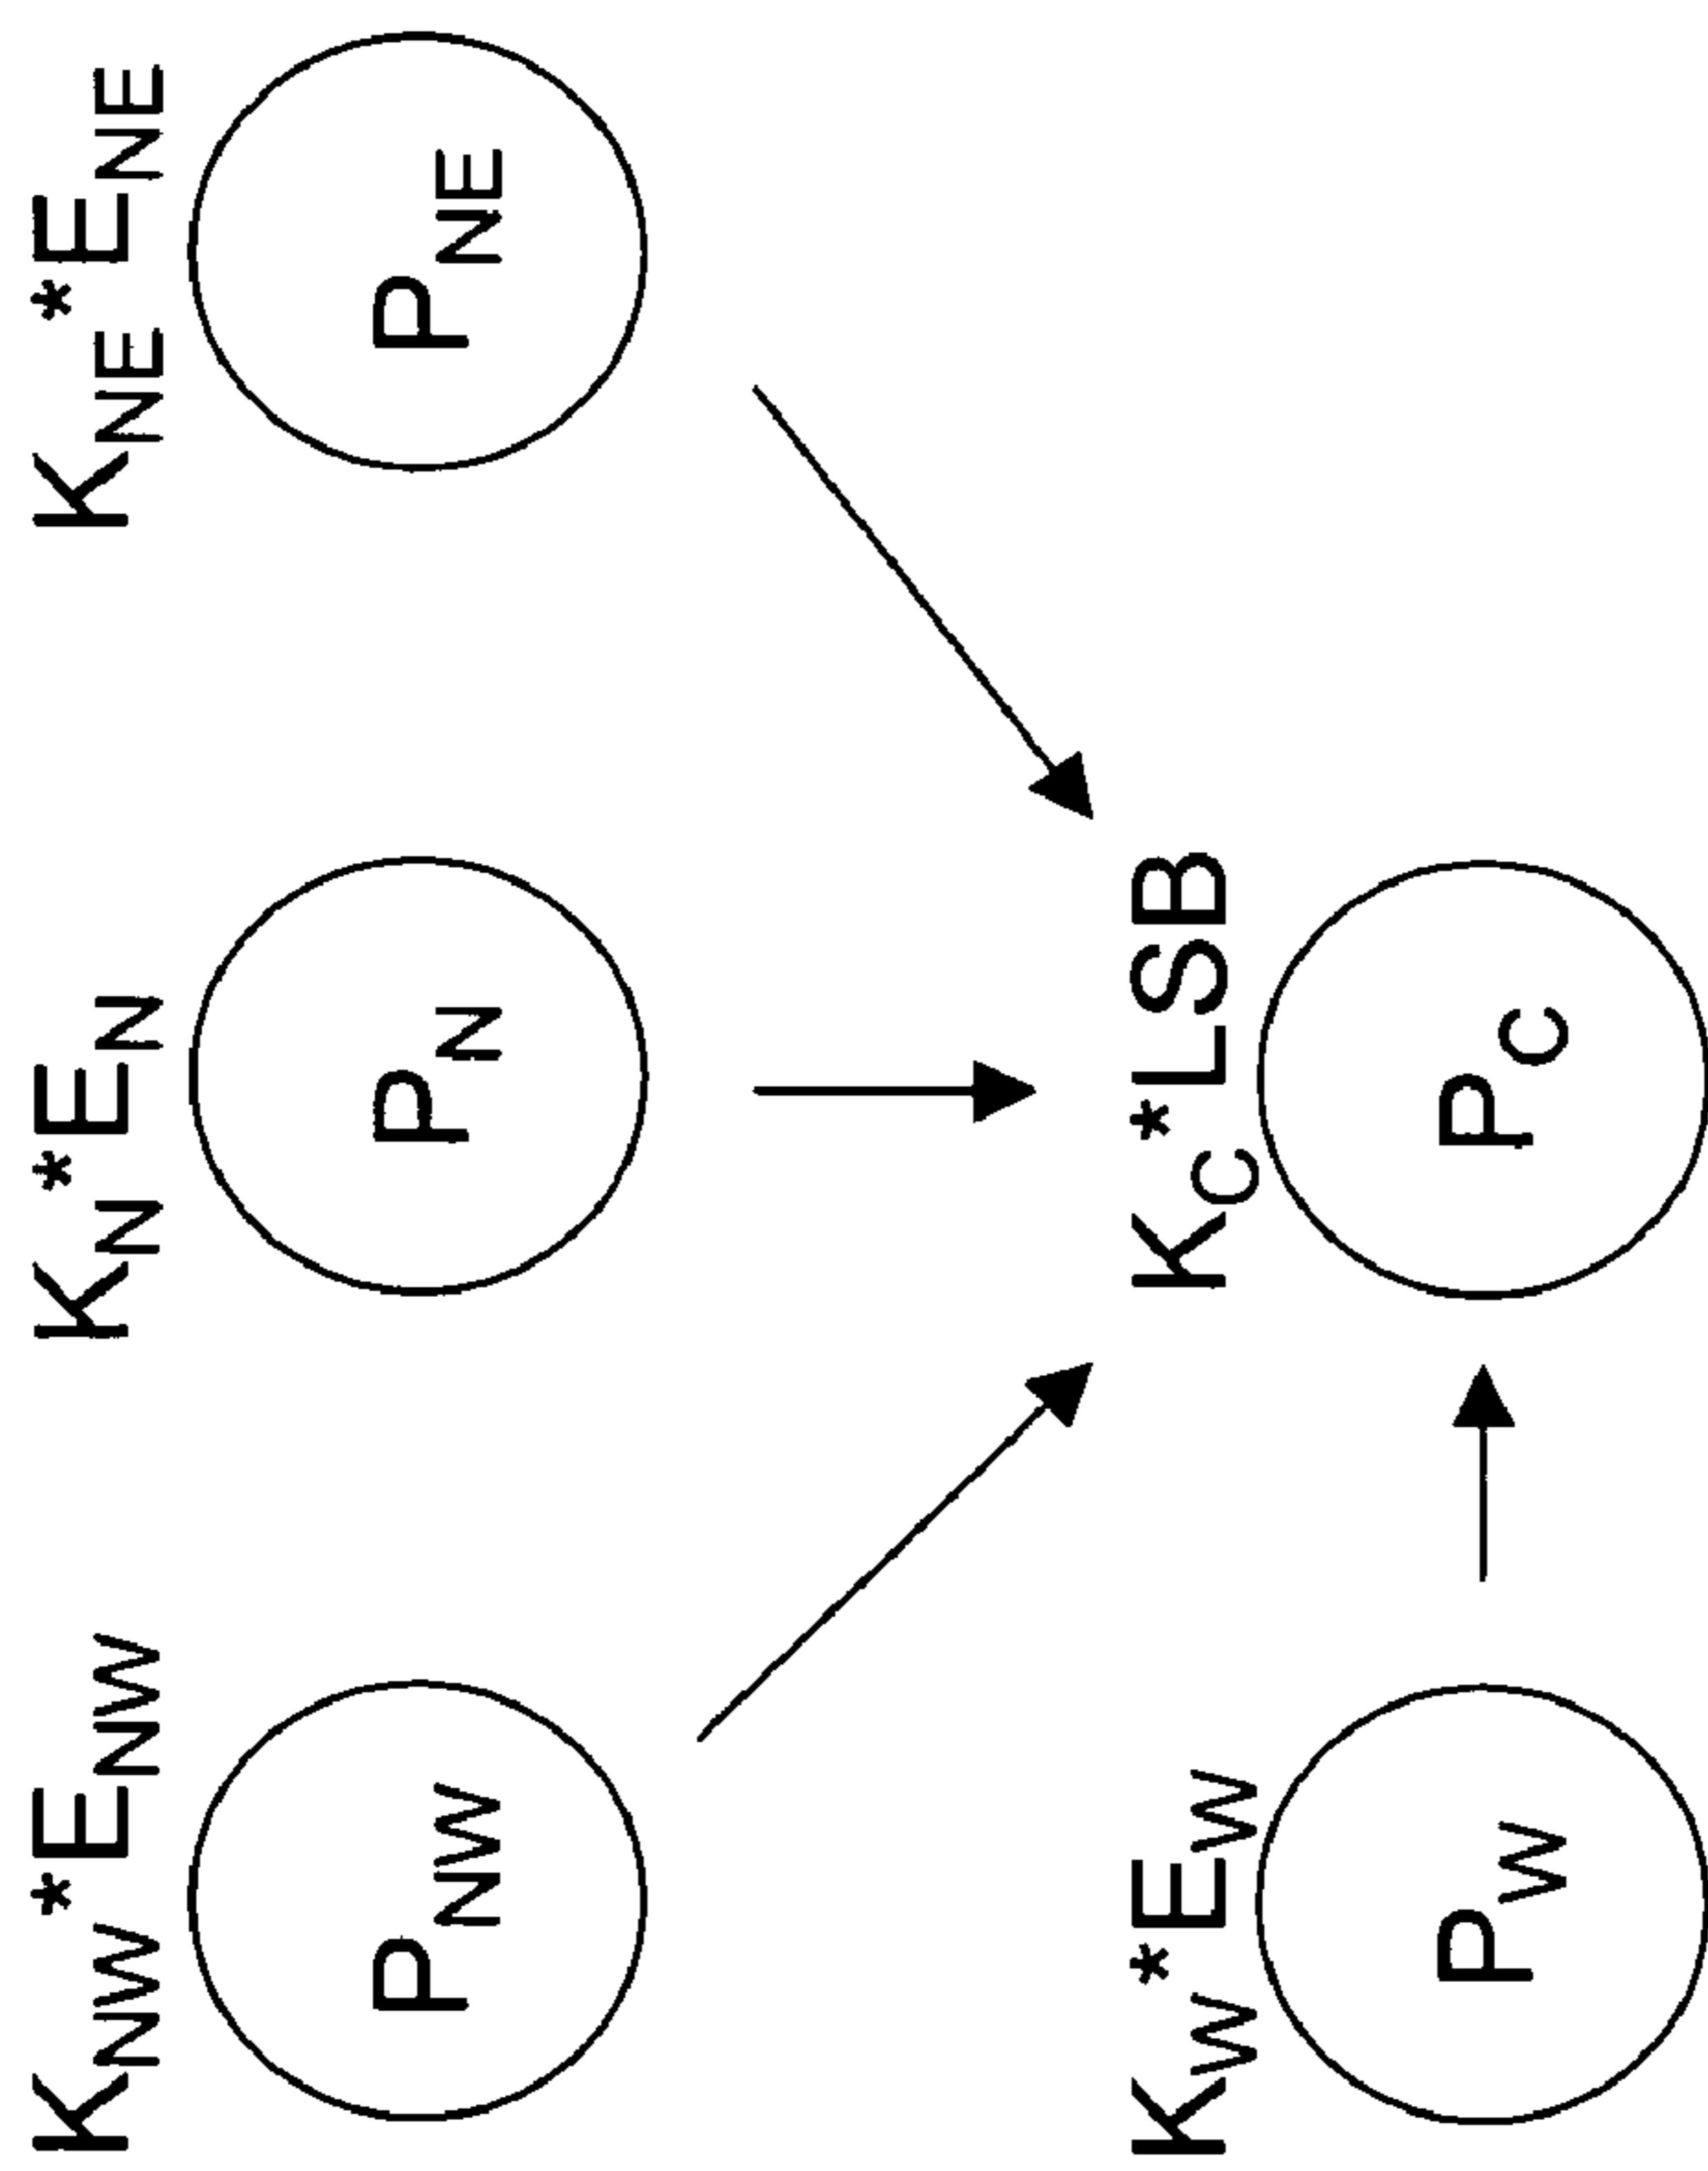 K_NW*E_NW K_N*E_N K_NE*E_NE
P_NW P_N P_NE
K_W*E_W K_C*LSB
P_W P_C